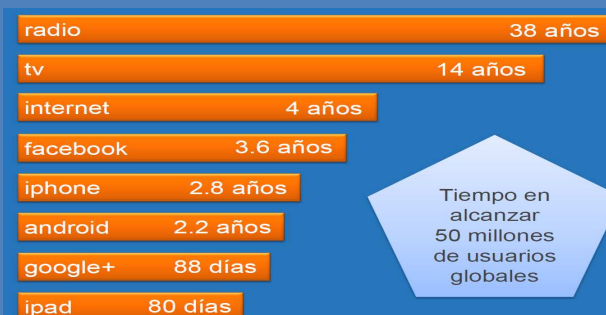 radio 38 años
tv 14 años
internet 4 años
facebook 3.6 años
iphone 2.8 años
android 2.2 años
google+ 88 días
ipad 80 días
Tiempo en
alcanzar
50 millones
de usuarios
globales